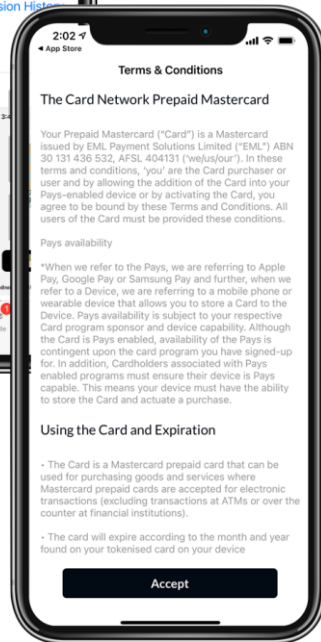 sion History
2:02
App Store
Terms & Conditions
The Card Network Prepaid Mastercard
Your Prepaid Mastercard ("Card") is a Mastercard
issued by EML Payment Solutions Limited ("EML") ABN
30 131 436 532, AFSL 404131 ('we/us/our'). In these
terms and conditions, 'you' are the Card purchaser or
user and by allowing the addition of the Card into your
Pays-enabled device or by activating the Card, you
agree to be bound by these Terms and Conditions. All
users of the Card must be provided these conditions.
Pays availability
*When we refer to the Pays, we are referring to Apple
Pay, Google Pay or Samsung Pay and further, when we
refer to a Device, we are referring to a mobile phone or
wearable device that allows you to store a Card to the
Device. Pays availability is subject to your respective
Card program sponsor and device capability. Although
the Card is Pays enabled, availability of the Pays is
contingent upon the card program you have signed-up
for. In addition, Cardholders associated with Pays
enabled programs must ensure their device is Pays
capable. This means your device must have the ability
to store the Card and actuate a purchase.
Using the Card and Expiration
• The Card is a Mastercard prepaid card that can be
used for purchasing goods and services where
Mastercard prepaid cards are accepted for electronic
transactions (excluding transactions at ATMs or over the
counter at financial institutions).
• The card will expire according to the month and year
found on your tokenised card on your device
Accept